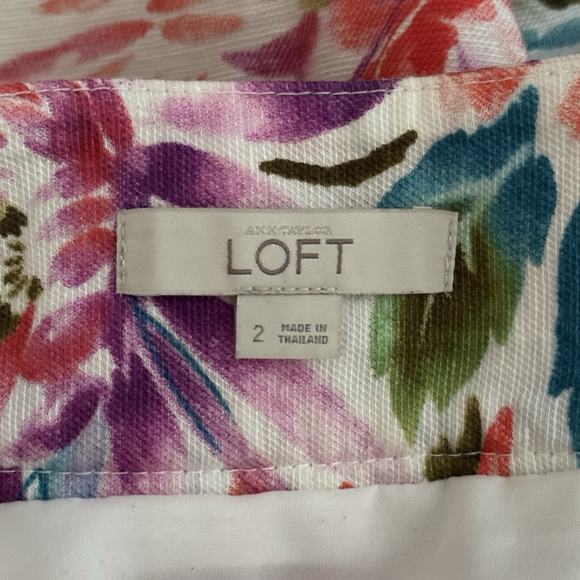 ANN TAYLOR
LOFT
2 MADE IN
THAILAND